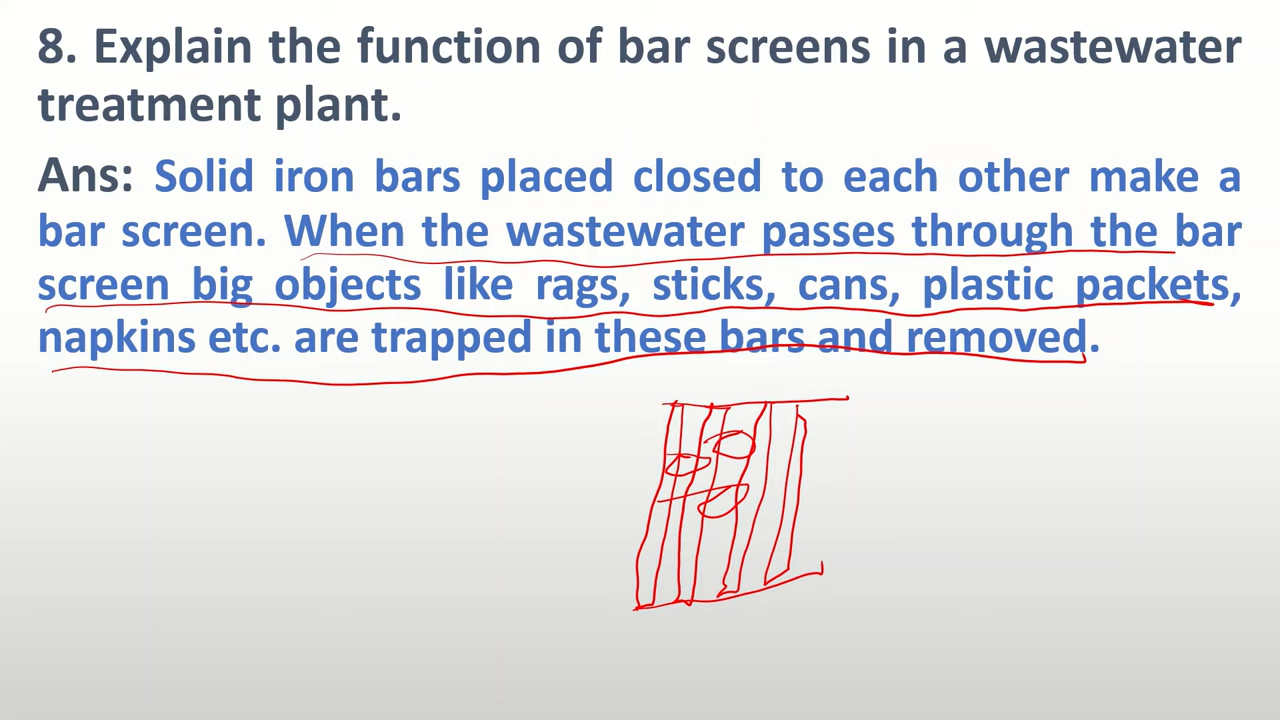 8. Explain the function of bar screens in a wastewater
treatment plant.
Ans: Solid iron bars placed closed to each other make a
bar screen. When the wastewater passes through the bar
screen big objects like rags, sticks, cans, plastic packets,
napkins etc. are trapped in these bars and removed.